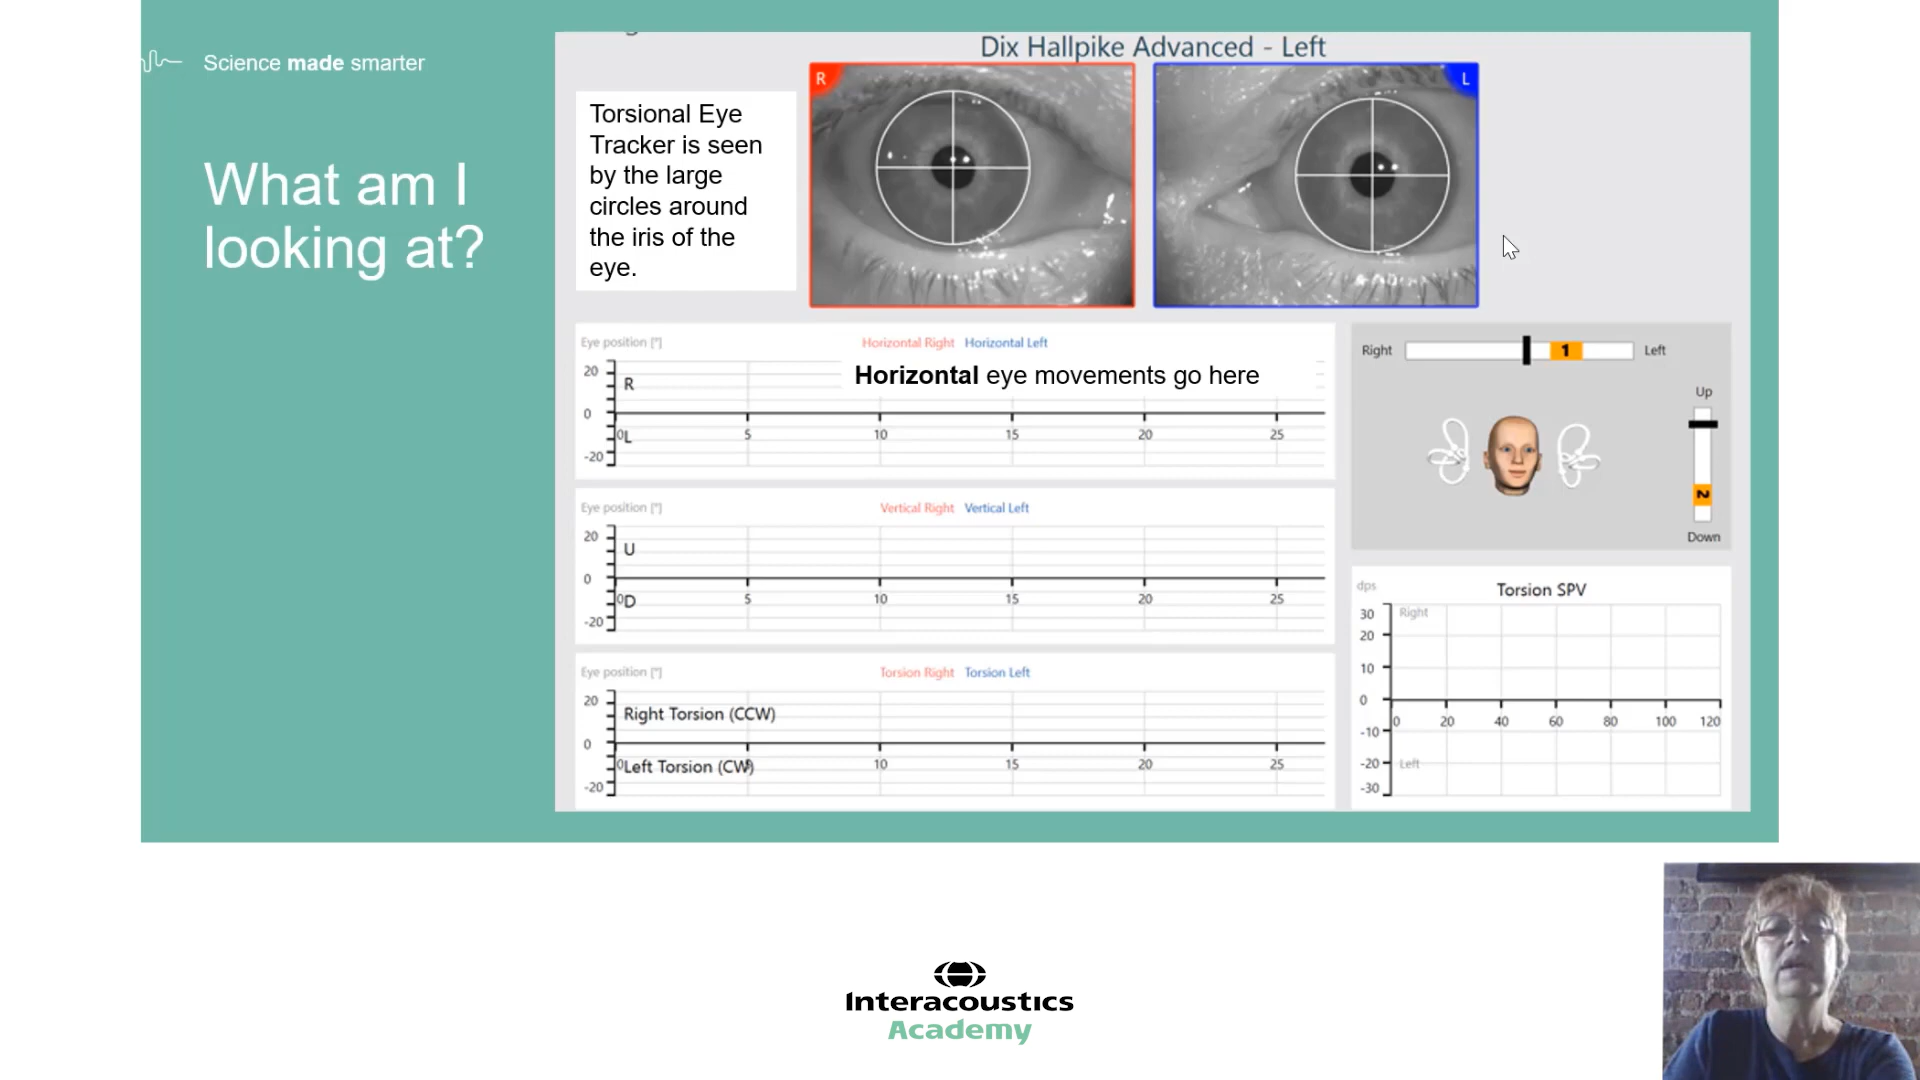 Science made smarter
What am I
looking at?
Dix Hallpike Advanced - Left
Torsional Eye
Tracker is seen
by the large
circles around
the iris of the
eye.
R
L
Eye position [°]
Horizontal Right Horizontal Left
Horizontal eye movements go here
20
R
0
0 5 10 15 20 25
L
-20
Eye position [°]
Vertical Right Vertical Left
20
U
0
0 5 10 15 20 25
D
-20
Eye position [°]
Torsion Right Torsion Left
20
Right Torsion (CCW)
0
0 5 10 15 20 25
Left Torsion (CW)
-20
Right 1 Left
Up
2
Down
dps
Torsion SPV
30 Right
20
10
0
0 20 40 60 80 100 120
-10
-20 Left
-30
Interacoustics
Academy